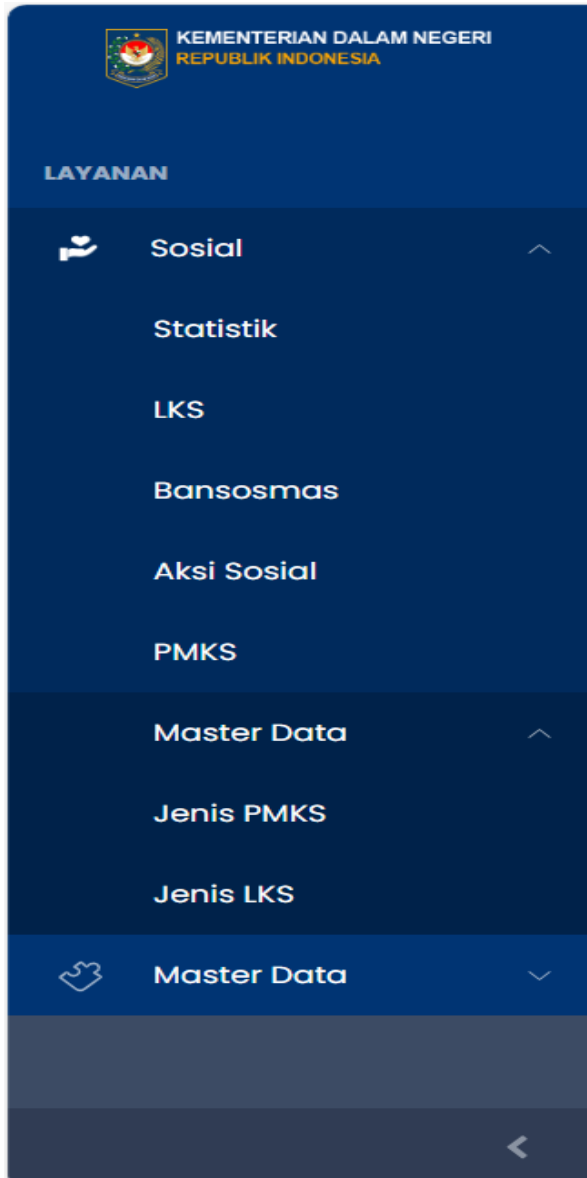 KEMENTERIAN DALAM NEGERI
REPUBLIK INDONESIA
LAYANAN
Sosial
Statistik
LKS
Bansosmas
Aksi Sosial
PMKS
Master Data
Jenis PMKS
Jenis LKS
Master Data